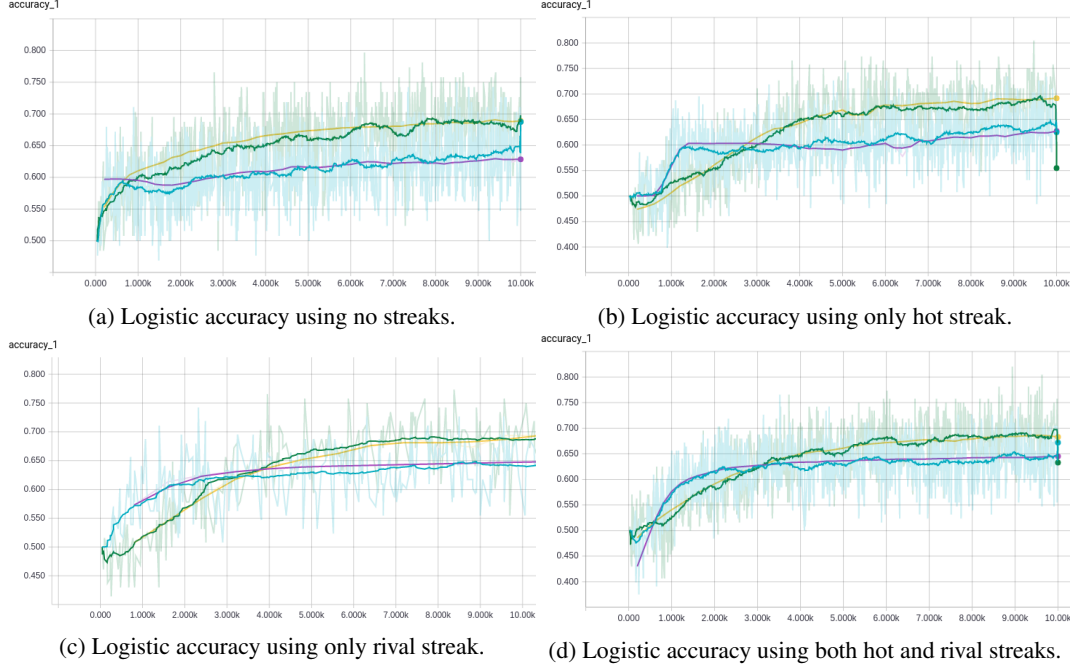 accuracy_1
0.800
0.750
0.700
0.650
0.600
0.550
0.500
0.000 1.000k 2.000k 3.000k 4.000k 5.000k 6.000k 7.000k 8.000k 9.000k 10.00k
(a) Logistic accuracy using no streaks.
accuracy_1
0.800
0.750
0.700
0.650
0.600
0.550
0.500
0.450
0.400
0.000 1.000k 2.000k 3.000k 4.000k 5.000k 6.000k 7.000k 8.000k 9.000k 10.00k
(b) Logistic accuracy using only hot streak.
accuracy_1
0.800
0.750
0.700
0.650
0.600
0.550
0.500
0.450
0.000 1.000k 2.000k 3.000k 4.000k 5.000k 6.000k 7.000k 8.000k 9.000k 10.00k
(c) Logistic accuracy using only rival streak.
accuracy_1
0.800
0.750
0.700
0.650
0.600
0.550
0.500
0.450
0.400
0.000 1.000k 2.000k 3.000k 4.000k 5.000k 6.000k 7.000k 8.000k 9.000k 10.00k
(d) Logistic accuracy using both hot and rival streaks.